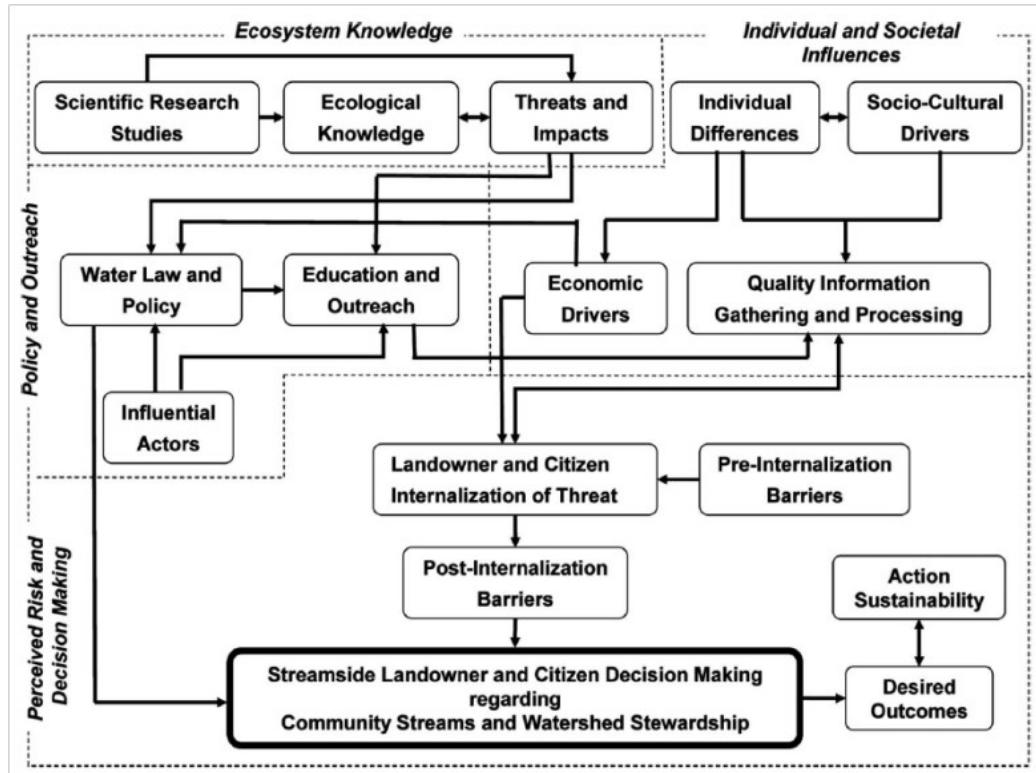 Ecosystem Knowledge
Individual and Societal
Influences
Scientific Research
Studies
Ecological
Knowledge
Threats and
Impacts
Individual
Differences
Socio-Cultural
Drivers
Policy and Outreach
Water Law and
Policy
Education and
Outreach
Economic
Drivers
Quality Information
Gathering and Processing
Influential
Actors
Landowner and Citizen
Internalization of Threat
Pre-Internalization
Barriers
Perceived Risk and
Decision Making
Post-Internalization
Barriers
Action
Sustainability
Streamside Landowner and Citizen Decision Making
regarding
Community Streams and Watershed Stewardship
Desired
Outcomes